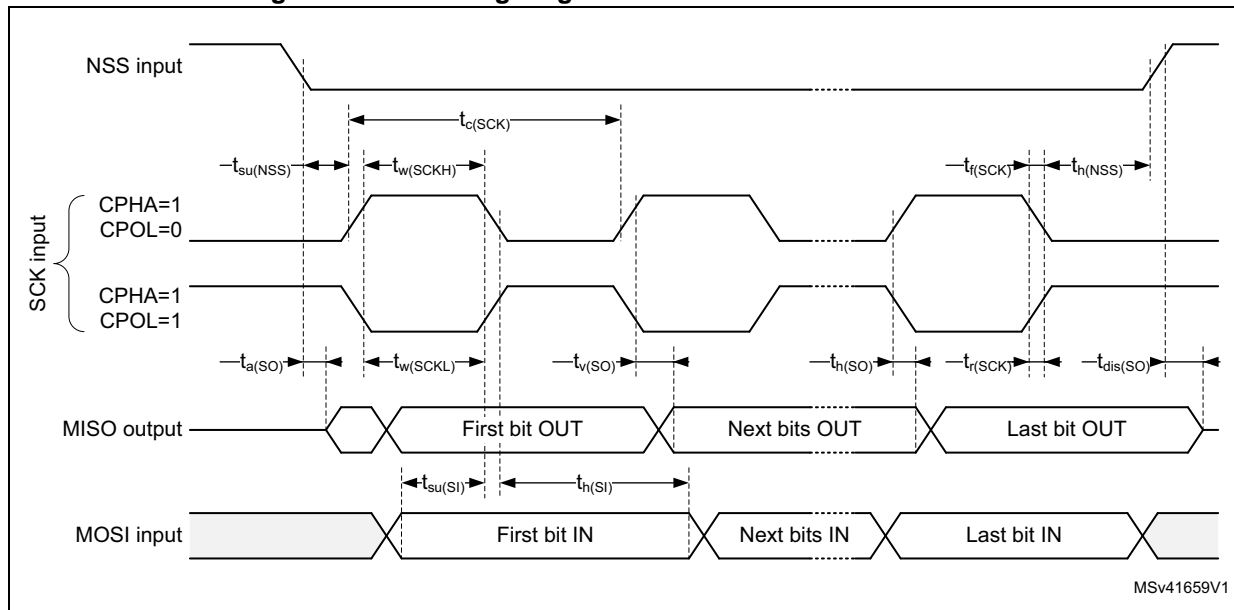 NSS input
tc(SCK)
tsu(NSS)
tw(SCKH)
tf(SCK)
th(NSS)
SCK input
CPHA=1
CPOL=0
CPHA=1
CPOL=1
ta(SO)
tw(SCKL)
tv(SO)
th(SO)
tr(SCK)
tdis(SO)
MISO output
First bit OUT
Next bits OUT
Last bit OUT
tsu(SI)
th(SI)
MOSI input
First bit IN
Next bits IN
Last bit IN
MSv41659V1